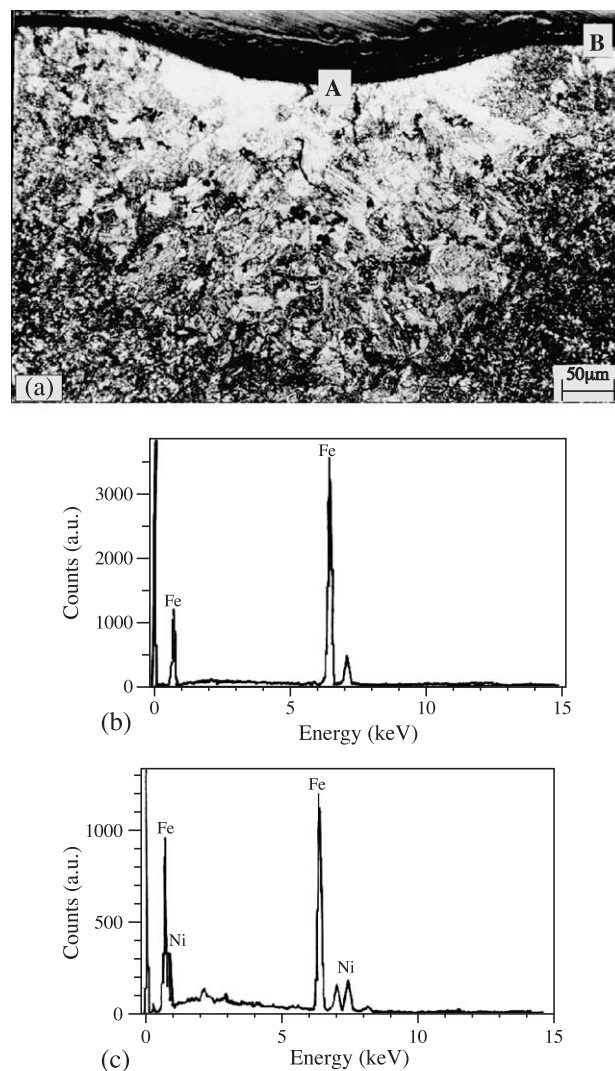 A
B
(a)
50μm
Fe
3000
Counts (a.u.)
2000
1000
Fe
0
0 5 10 15
(b)
Energy (keV)
Fe
1000
Fe
Counts (a.u.)
500
Ni
Ni
0
0 5 10 15
(c)
Energy (keV)